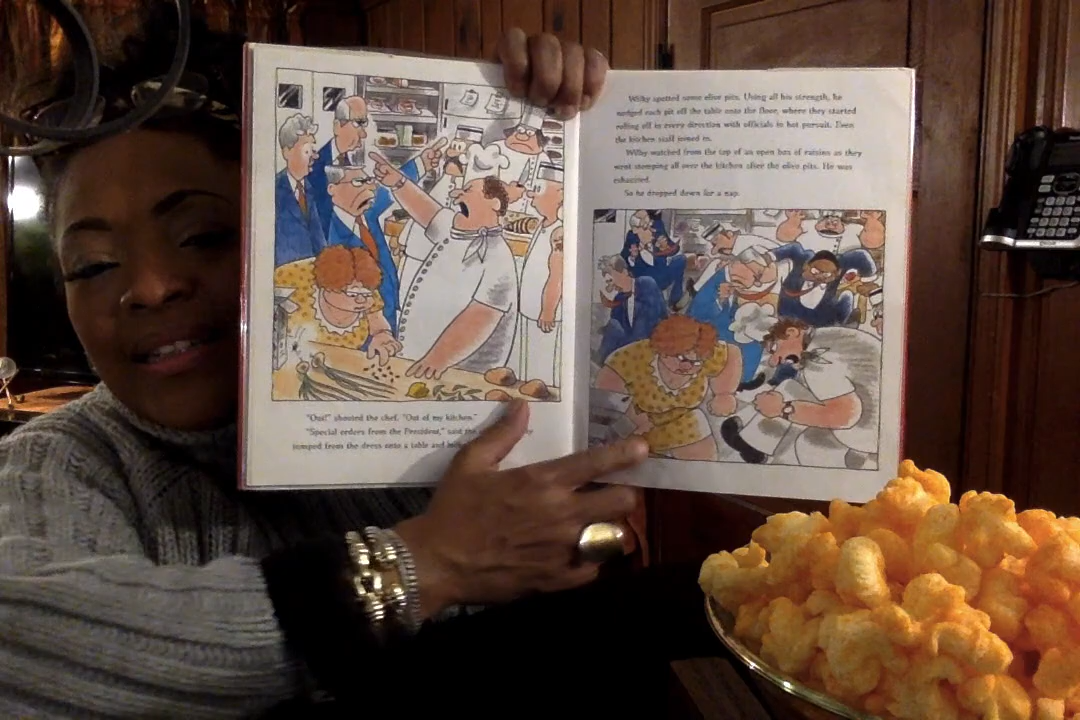 "Out!" shouted the chef. "Out of my kitchen."
"Special orders from the President," said the
jumped from the dress onto a table and
Wilby spotted some olive pits. Using all his strength, he
nudged each pit off the table onto the floor, where they started
rolling off in every direction with officials in hot pursuit. Even
the kitchen staff joined in.
Wilby watched from the top of an open box of raisins as they
went stomping all over the kitchen after the olive pits. He was
exhausted.
So he dropped down for a nap.